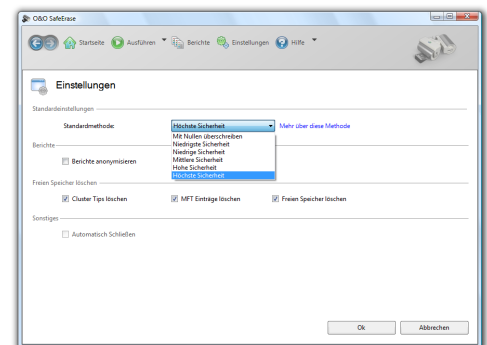 O&O SafeErase
Startseite Ausführen Berichte Einstellungen Hilfe
Einstellungen
Standardeinstellungen
Standardmethode: Höchste Sicherheit Mehr über diese Methode
Mit Nullen überschreiben
Niedrigste Sicherheit
Niedrige Sicherheit
Mittlere Sicherheit
Hohe Sicherheit
Höchste Sicherheit
Berichte
Berichte anonymisieren
Freien Speicher löschen
Cluster Tips löschen MFT Einträge löschen Freien Speicher löschen
Sonstiges
Automatisch Schließen
Ok Abbrechen